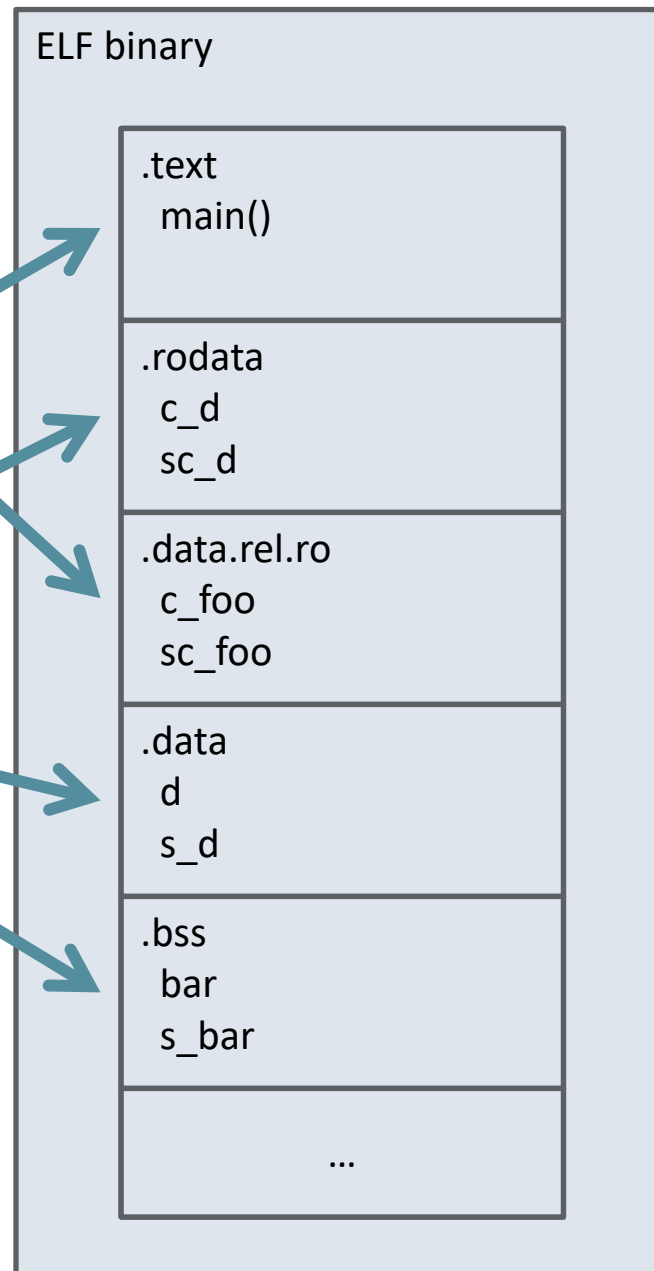 ELF binary
.text
main()
.rodata
c_d
sc_d
.data.rel.ro
c_foo
sc_foo
.data
d
s_d
.bss
bar
s_bar
...